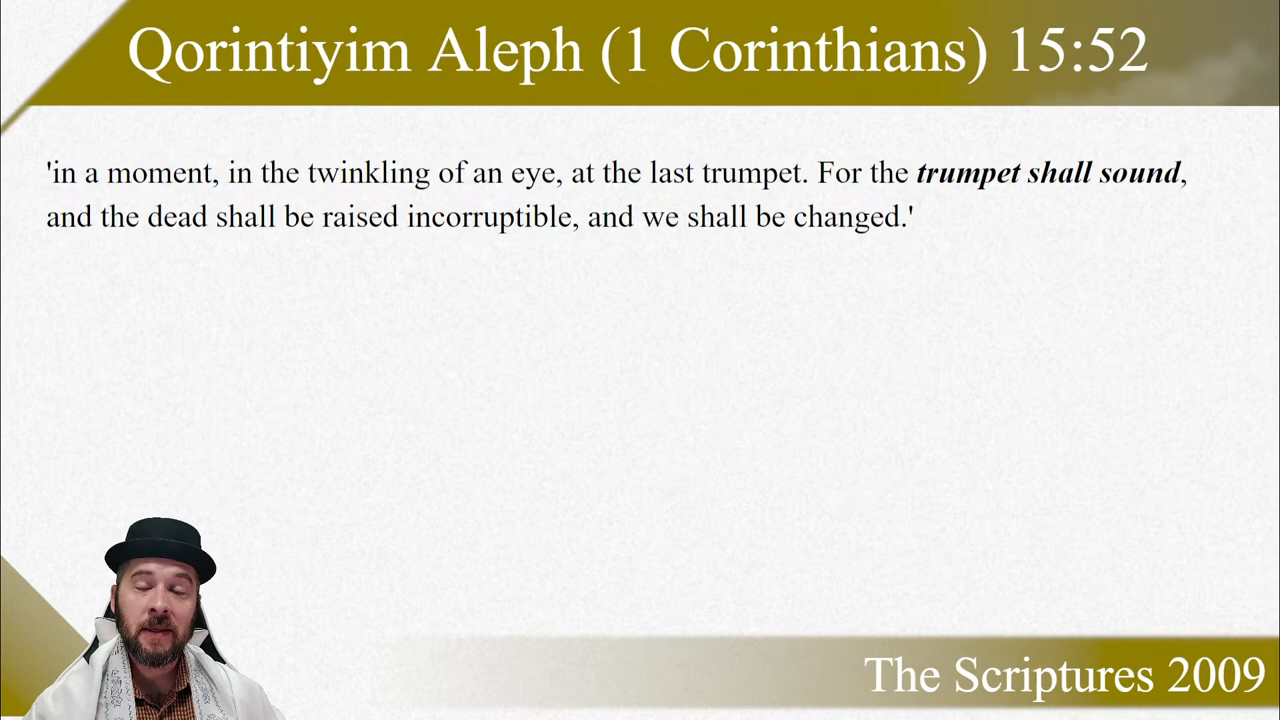 Qorintiyim Aleph (1 Corinthians) 15:52
'in a moment, in the twinkling of an eye, at the last trumpet. For the trumpet shall sound,
and the dead shall be raised incorruptible, and we shall be changed.'
The Scriptures 2009